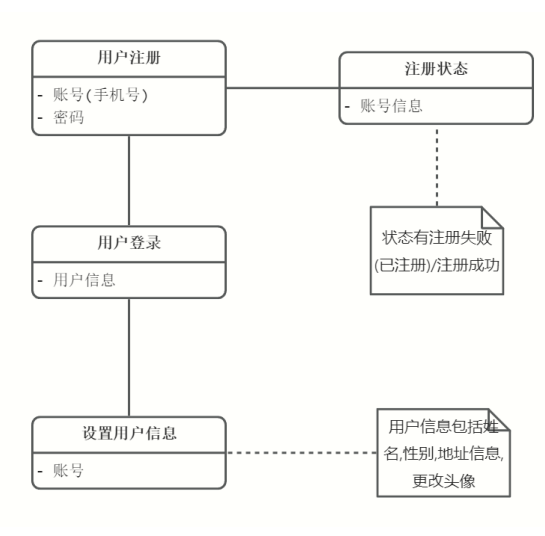 用户注册
- 账号(手机号)
- 密码
注册状态
- 账号信息
状态有注册失败
(已注册)/注册成功
用户登录
- 用户信息
设置用户信息
- 账号
用户信息包括姓
名,性别,地址信息,
更改头像